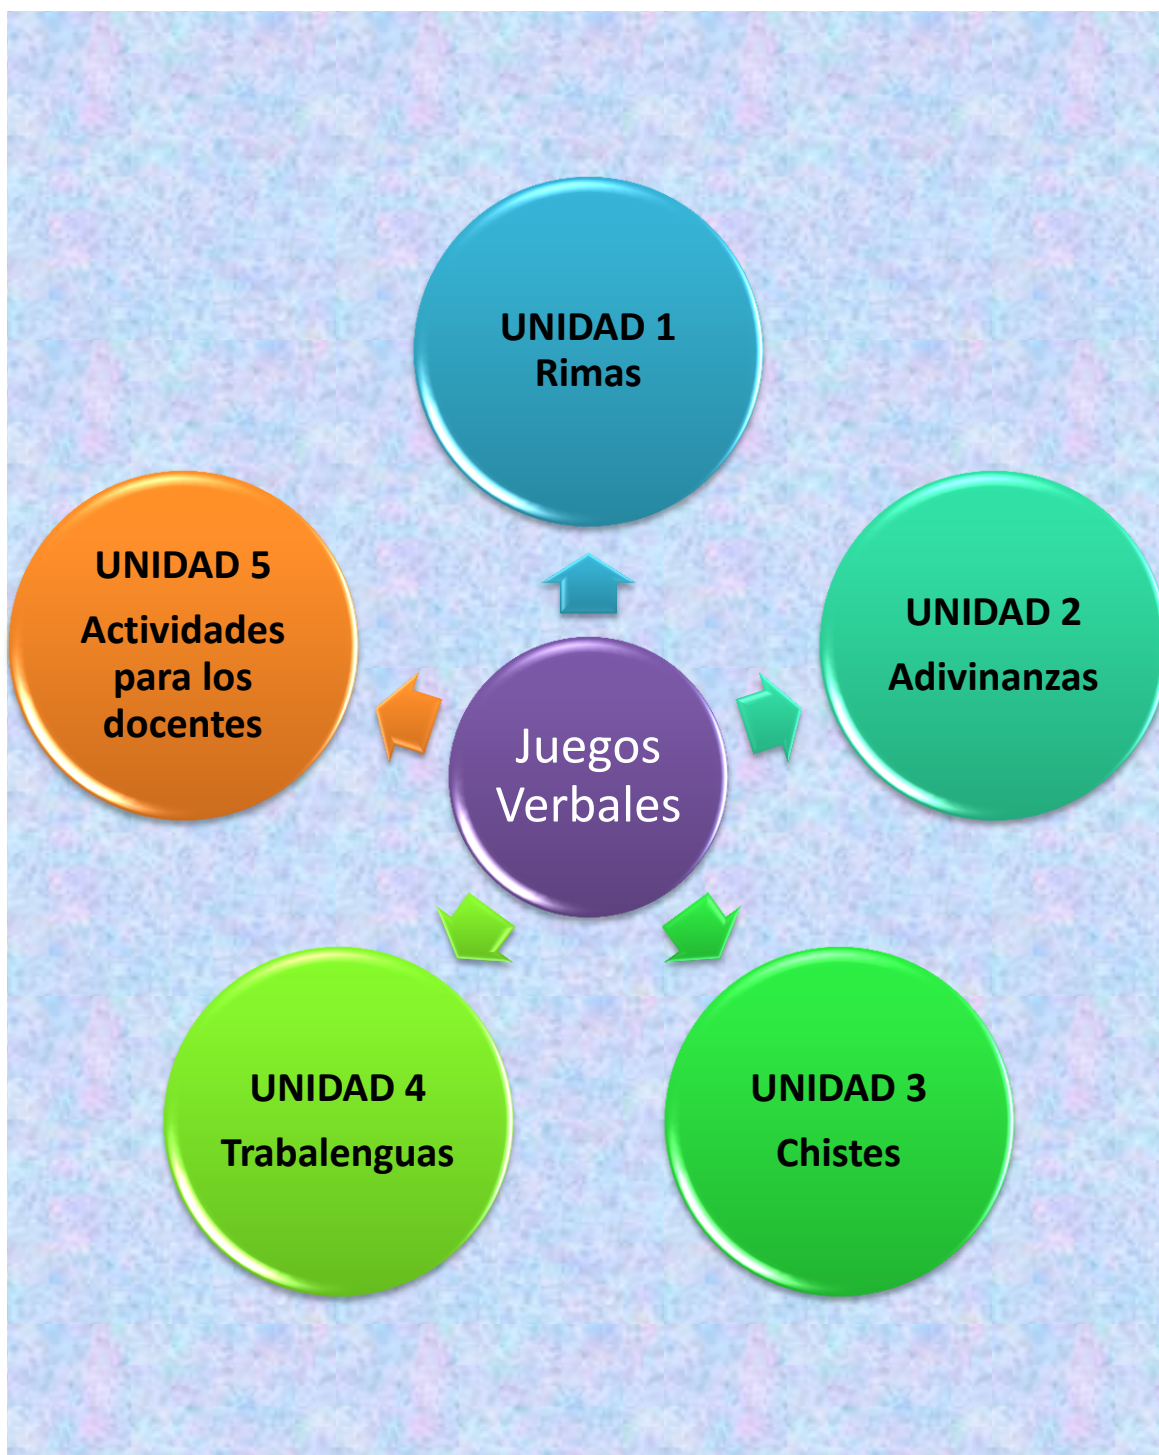 UNIDAD 1
Rimas
UNIDAD 5
Actividades
para los
docentes
UNIDAD 2
Adivinanzas
Juegos
Verbales
UNIDAD 4
Trabalenguas
UNIDAD 3
Chistes